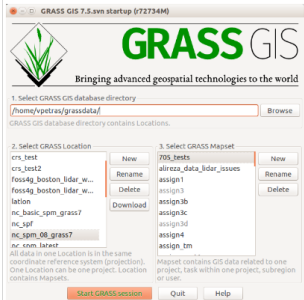 GRASS GIS 7.5.svn startup (r72734M)
GRASS GIS
Bringing advanced geospatial technologies to the world
1. Select GRASS GIS database directory
/home/vpetras/grassdata/
Browse
GRASS GIS database directory contains Locations.
2. Select GRASS Location
crs_test
crs_test2
foss4g_boston_lidar_w...
foss4g_boston_lidar_w...
lation
nc_basic_spm_grass7
nc_spf
nc_spm_08_grass7
nc_spm_latest
New
Rename
Delete
Download
All data in one Location is in the same
coordinate reference system (projection).
One Location can be one project. Location
contains Mapsets.
3. Select GRASS Mapset
705_tests
alireza_data_lidar_issues
assign1
assign3
assign3b
assign3c
assign3d
assign4
assign_tm
New
Rename
Delete
Mapset contains GIS data related to one
project, task within one project, subregion
or user.
Start GRASS session
Quit
Help